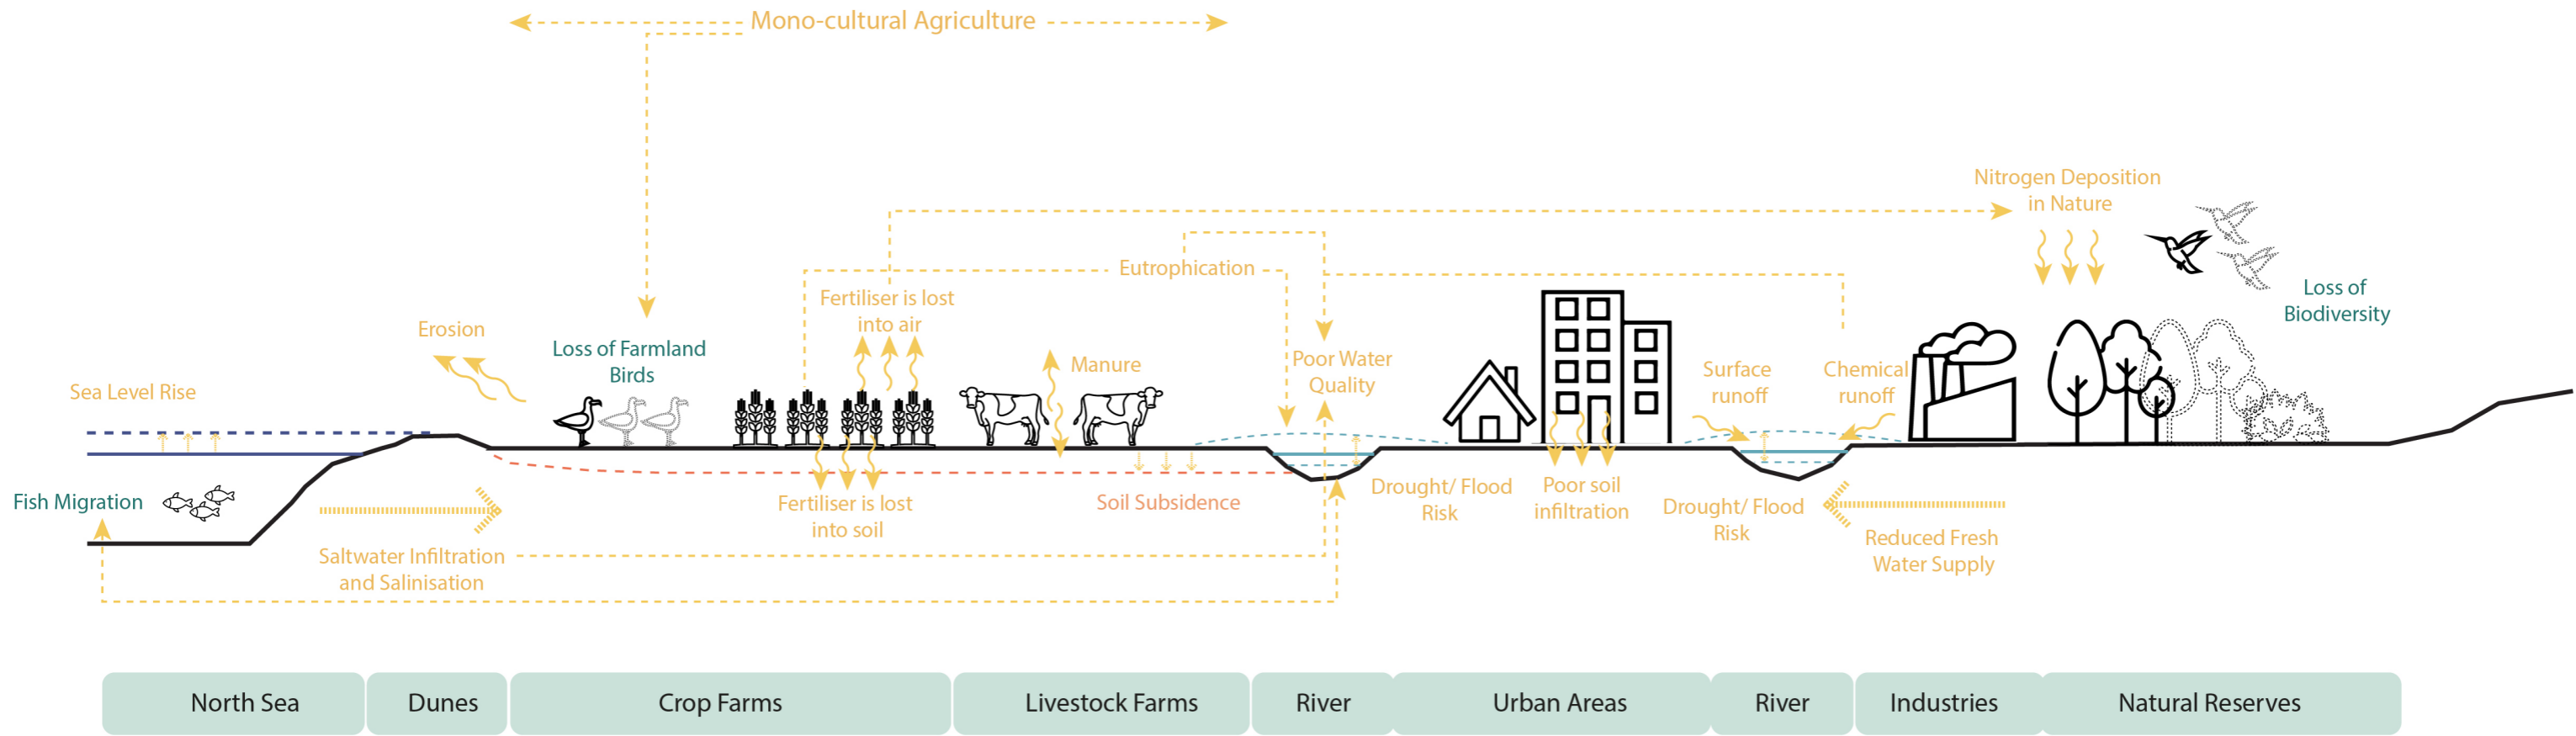 Mono-cultural Agriculture
Nitrogen Deposition
in Nature
Eutrophication
Fertiliser is lost
into air
Loss of
Biodiversity
Erosion
Loss of Farmland
Birds
Manure
Poor Water
Quality
Surface
runoff
Chemical
runoff
Sea Level Rise
Fish Migration
Fertiliser is lost
into soil
Soil Subsidence
Drought/ Flood
Risk
Poor soil
infiltration
Drought/ Flood
Risk
Reduced Fresh
Water Supply
Saltwater Infiltration
and Salinisation
North Sea
Dunes
Crop Farms
Livestock Farms
River
Urban Areas
River
Industries
Natural Reserves